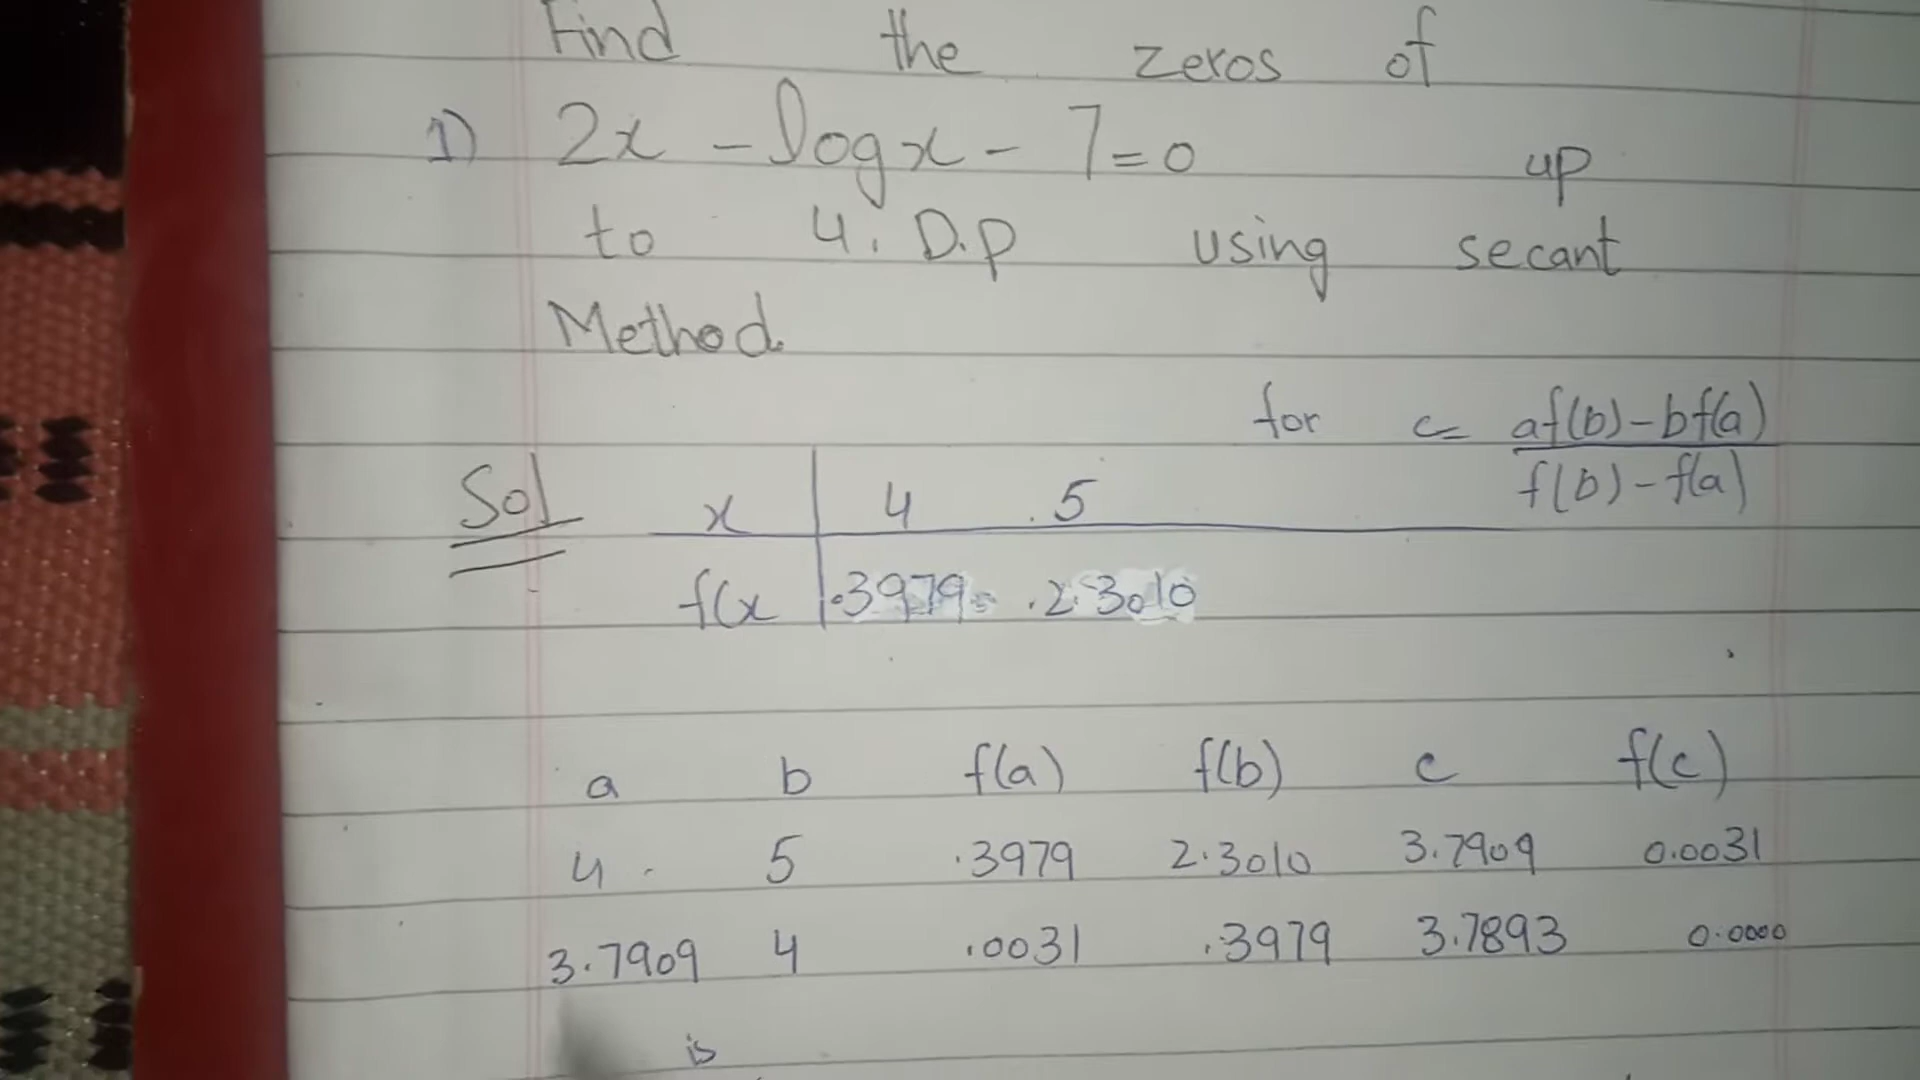 Find the zeros of
1) 2x - log x - 7 = 0 up
to 4. D.p using secant
Method.
for c = af(b) - bf(a)
f(b) - f(a)
Sol x 4 5
f(x .3979 2.3010
a b f(a) f(b) c f(c)
4 5 .3979 2.3010 3.7909 0.0031
3.7909 4 .0031 .3979 3.7893 0.0000
is